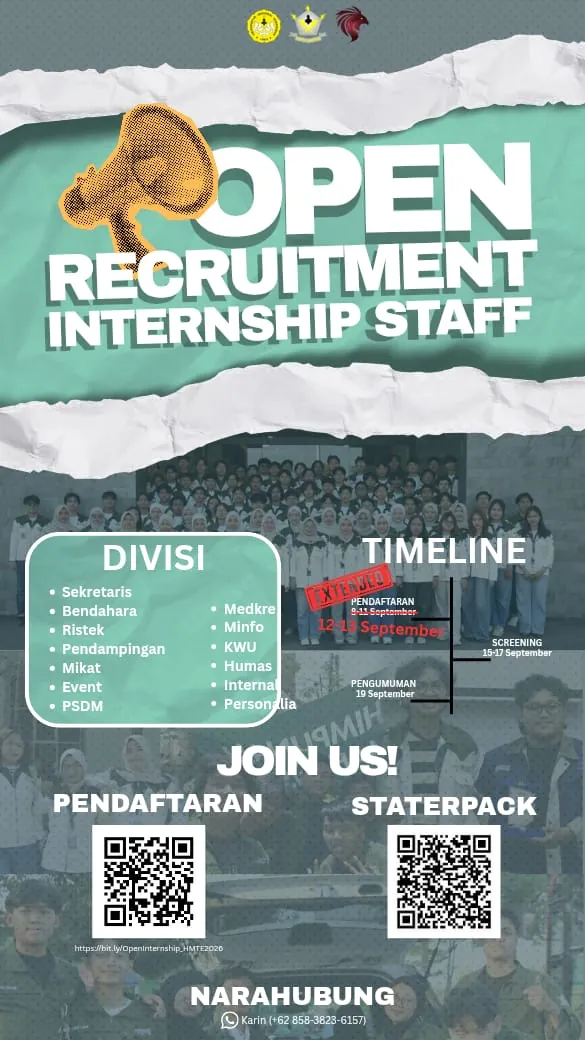 OPEN
RECRUITMENT
INTERNSHIP STAFF
DIVISI
Sekretaris
Bendahara
Ristek
Pendampingan
Mikat
Event
PSDM
Medkre
Minfo
KWU
Humas
Internal
Personalia
TIMELINE
EXTENDED
PENDAFTARAN
8-11 September
12-13 September
SCREENING
15-17 September
PENGUMUMAN
19 September
HIMPUN
JOIN US!
PENDAFTARAN
STATERPACK
https://bit.ly/OpenInternship_HMTE2026
NARAHUBUNG
Karin (+62 858-3823-6157)